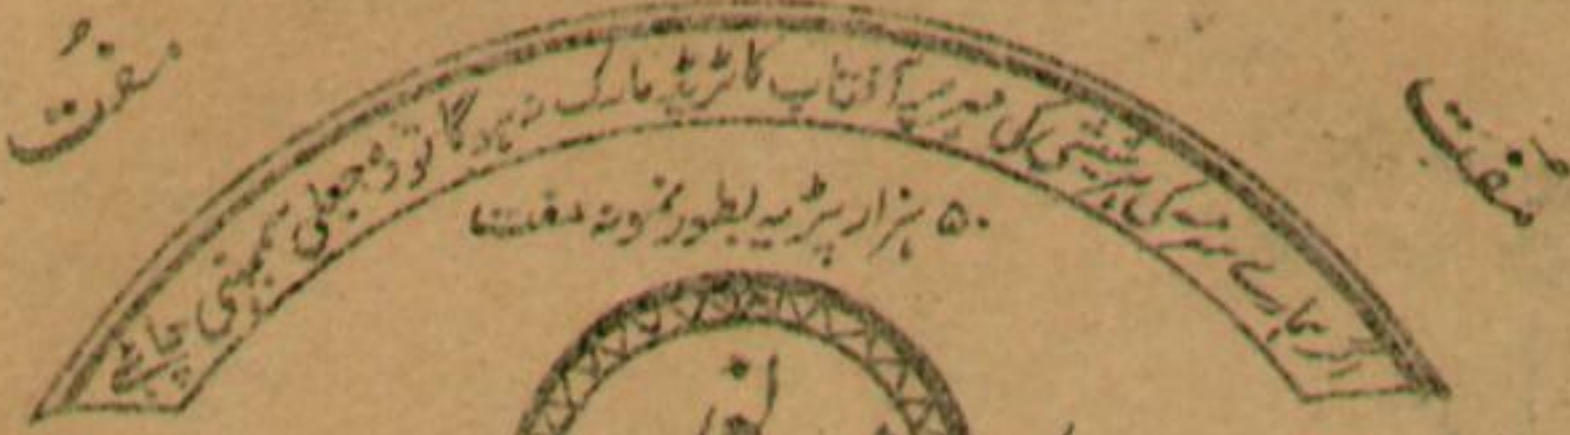 مفت
مفت
اگر ہمارے سرمہ کی ہر شیشی کی مہر پر آفتاب کا ٹریڈ مارک نہ ہوگا تو وہ جعلی سمجھنی چاہئے
۵۰ ہزار پڑیہ بطور نمونہ مفت